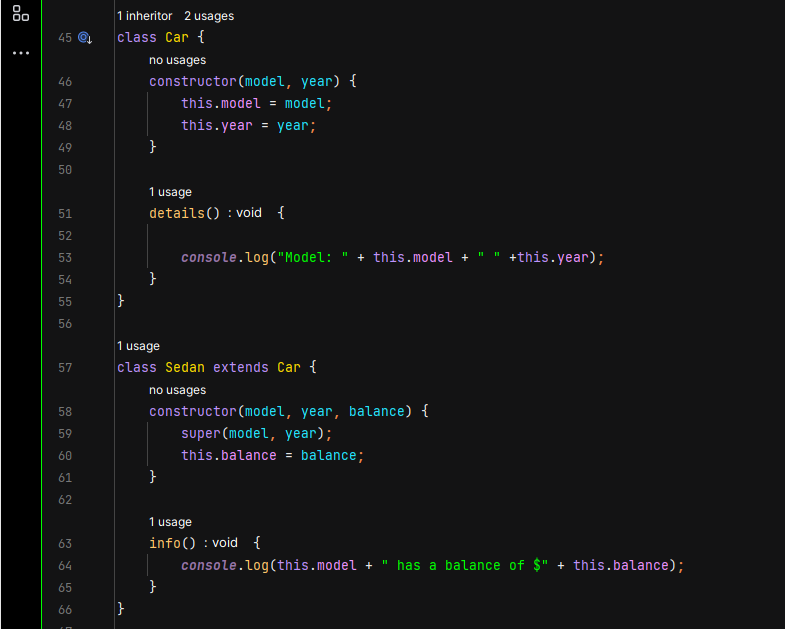 1 inheritor 2 usages
45 class Car {
no usages
46 constructor(model, year) {
47 this.model = model;
48 this.year = year;
49 }
50
1 usage
51 details() : void {
52
53 console.log("Model: " + this.model + " " +this.year);
54 }
55 }
56
1 usage
57 class Sedan extends Car {
no usages
58 constructor(model, year, balance) {
59 super(model, year);
60 this.balance = balance;
61 }
62
1 usage
63 info() : void {
64 console.log(this.model + " has a balance of $" + this.balance);
65 }
66 }